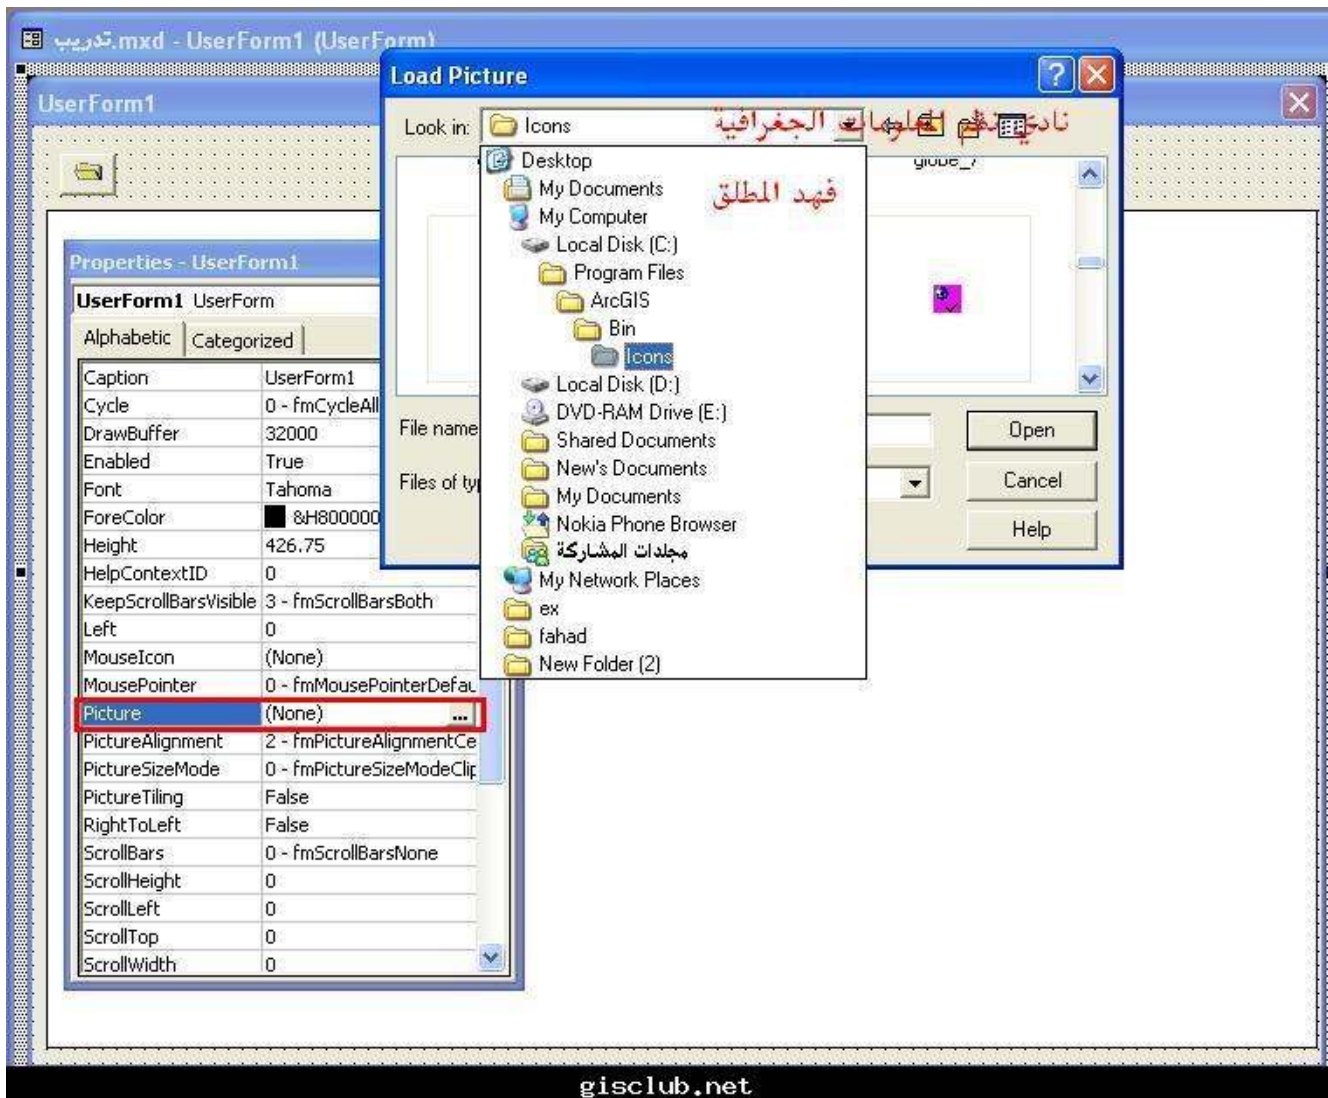 تدريب.mxd - UserForm1 (UserForm)
UserForm1
Load Picture
Look in: Icons
نادي نظم المعلومات الجغرافية
فهد المطلق
globe_7
Desktop
My Documents
My Computer
Local Disk (C:)
Program Files
ArcGIS
Bin
Icons
Local Disk (D:)
DVD-RAM Drive (E:)
Shared Documents
New's Documents
My Documents
Nokia Phone Browser
مجلدات المشاركة
My Network Places
ex
fahad
New Folder (2)
File name
Files of ty
Open
Cancel
Help
Properties - UserForm1
UserForm1 UserForm
Alphabetic Categorized
Caption UserForm1
Cycle 0 - fmCycleAll
DrawBuffer 32000
Enabled True
Font Tahoma
ForeColor &H800000
Height 426.75
HelpContextID 0
KeepScrollBarsVisible 3 - fmScrollBarsBoth
Left 0
MouseIcon (None)
MousePointer 0 - fmMousePointerDefau
Picture (None) ...
PictureAlignment 2 - fmPictureAlignmentCe
PictureSizeMode 0 - fmPictureSizeModeClip
PictureTiling False
RightToLeft False
ScrollBars 0 - fmScrollBarsNone
ScrollHeight 0
ScrollLeft 0
ScrollTop 0
ScrollWidth 0
gisclub.net